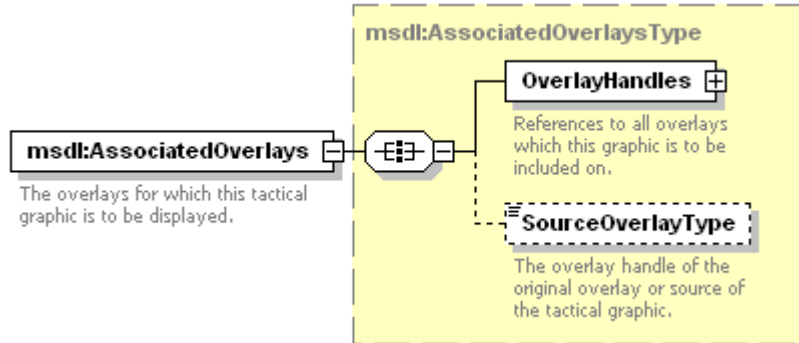 msdl:AssociatedOverlaysType
OverlayHandles
References to all overlays
which this graphic is to be
included on.
msdl:AssociatedOverlays
The overlays for which this tactical
graphic is to be displayed.
SourceOverlayType
The overlay handle of the
original overlay or source of
the tactical graphic.